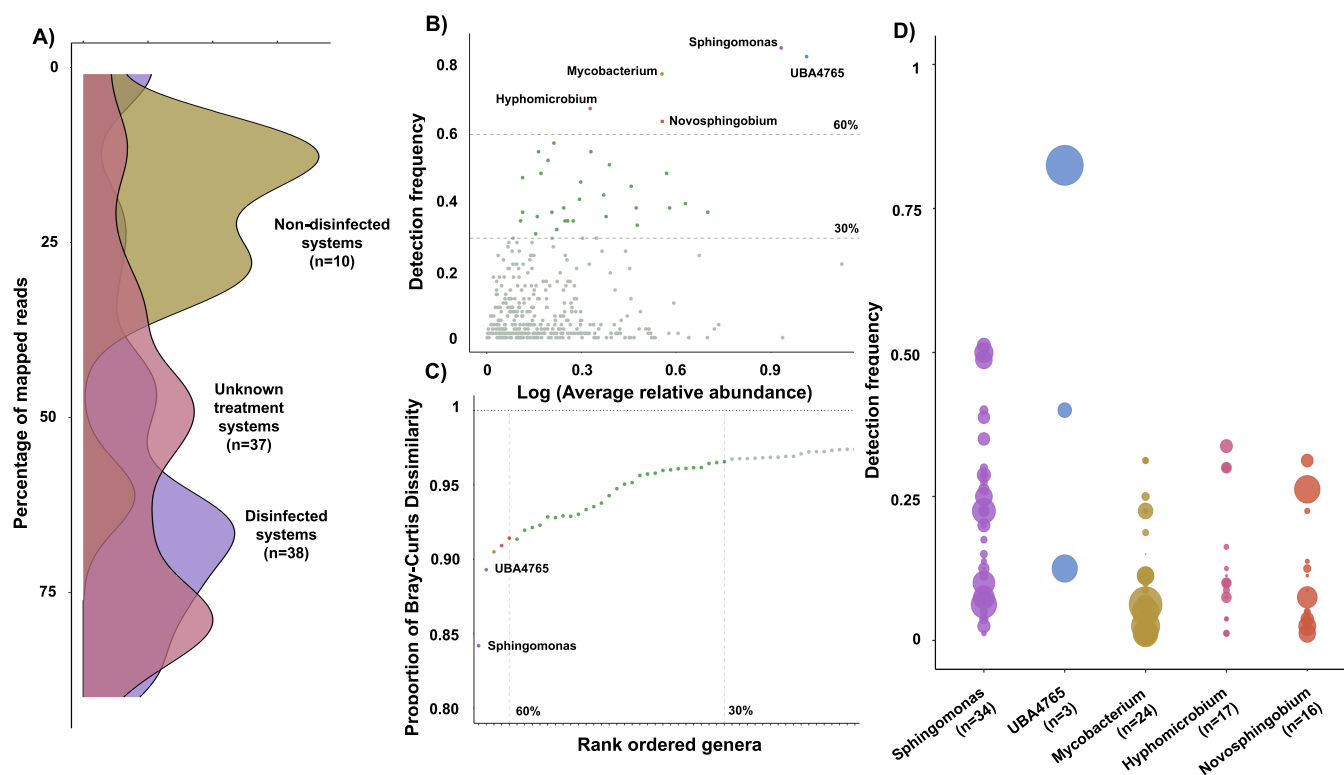 A)
0
25
50
75
Percentage of mapped reads
Non-disinfected
systems
(n=10)
Unknown
treatment
systems
(n=37)
Disinfected
systems
(n=38)
B)
Detection frequency
0.8
0.6
0.4
0.2
0
Sphingomonas
UBA4765
Mycobacterium
Hyphomicrobium
Novosphingobium
60%
30%
0
0.3
0.6
0.9
Log (Average relative abundance)
C)
Proportion of Bray-Curtis Dissimilarity
1
0.95
0.90
0.85
0.80
UBA4765
Sphingomonas
60%
30%
Rank ordered genera
D)
Detection frequency
1
0.75
0.50
0.25
0
Sphingomonas
(n=34)
UBA4765
(n=3)
Mycobacterium
(n=24)
Hyphomicrobium
(n=17)
Novosphingobium
(n=16)